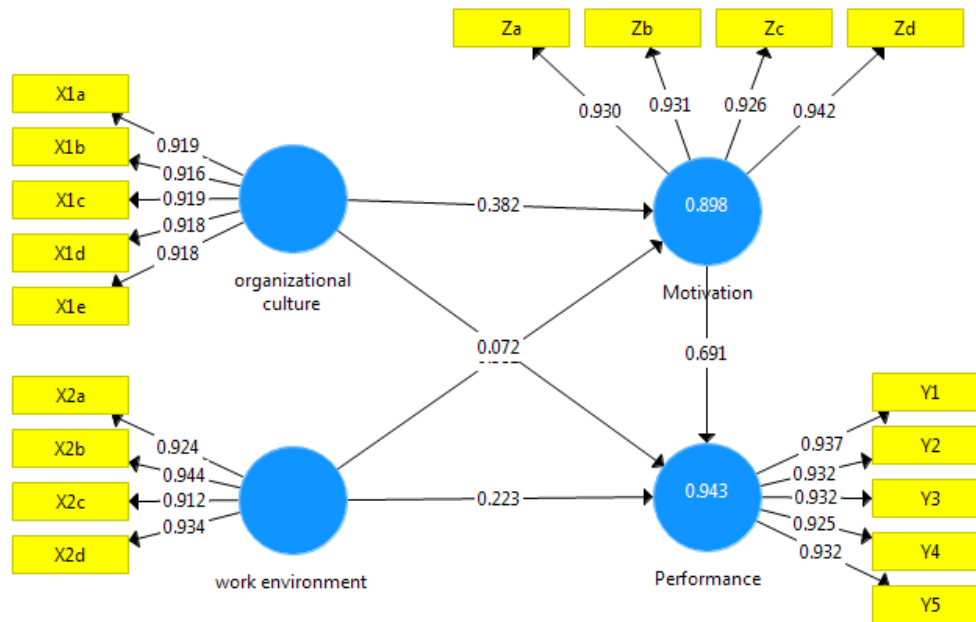 Za
Zb
Zc
Zd
0.930
0.931
0.926
0.942
X1a
X1b
X1c
X1d
X1e
0.919
0.916
0.919
0.918
0.918
organizational
culture
0.382
0.898
Motivation
0.072
0.691
X2a
X2b
X2c
X2d
0.924
0.944
0.912
0.934
work environment
0.223
0.943
Performance
0.937
0.932
0.932
0.925
0.932
Y1
Y2
Y3
Y4
Y5